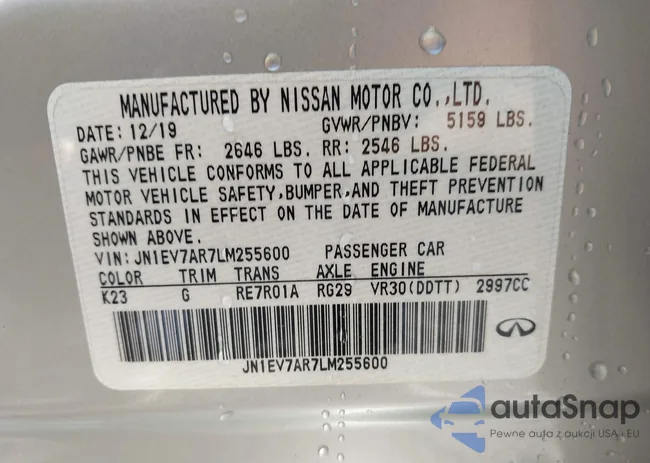 MANUFACTURED BY NISSAN MOTOR CO.,LTD.
DATE: 12/19 GVWR/PNBV: 5159 LBS.
GAWR/PNBE FR: 2646 LBS. RR: 2546 LBS.
THIS VEHICLE CONFORMS TO ALL APPLICABLE FEDERAL
MOTOR VEHICLE SAFETY,BUMPER,AND THEFT PREVENTION
STANDARDS IN EFFECT ON THE DATE OF MANUFACTURE
SHOWN ABOVE.
VIN: JN1EV7AR7LM255600 PASSENGER CAR
COLOR TRIM TRANS AXLE ENGINE
K23 G RE7R01A RG29 VR30(DDTT) 2997CC
JN1EV7AR7LM255600
autaSnap
Pewne auta z aukcji USA i EU